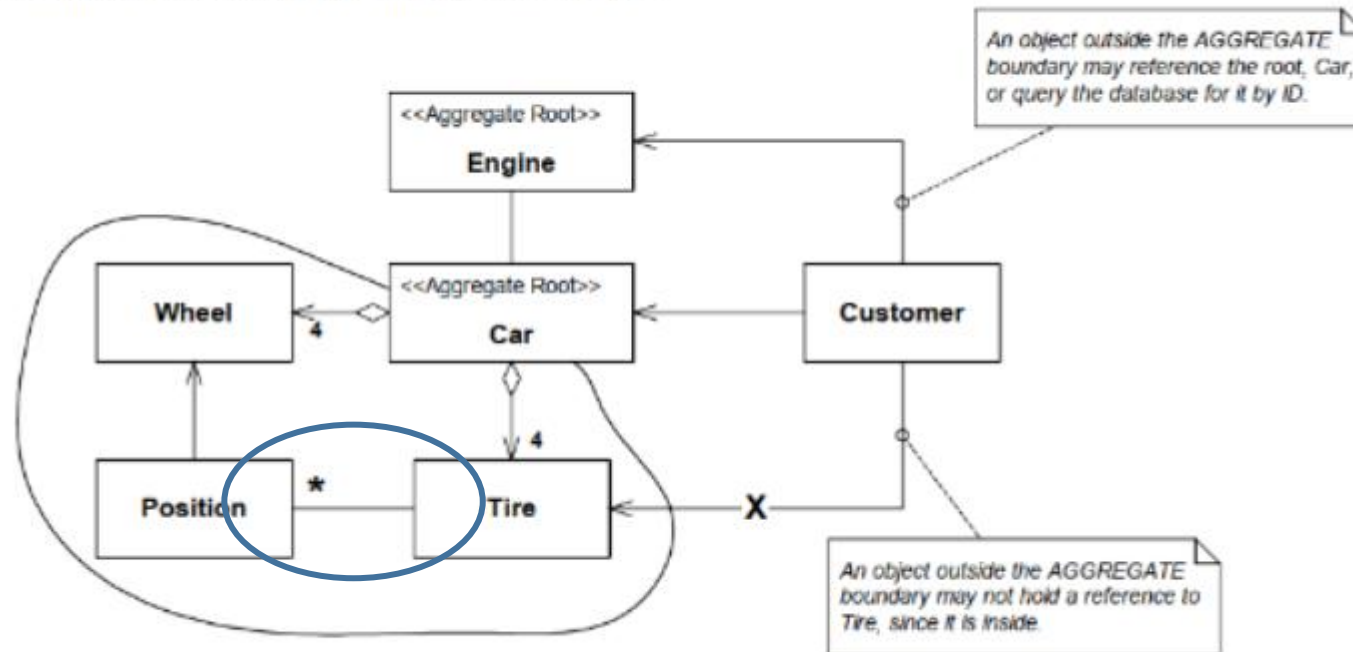 An object outside the AGGREGATE
boundary may reference the root, Car,
or query the database for it by ID.
<<Aggregate Root>>
Engine
<<Aggregate Root>>
Car
Wheel
4
Customer
4
Position
*
Tire
X
An object outside the AGGREGATE
boundary may not hold a reference to
Tire, since it is inside.